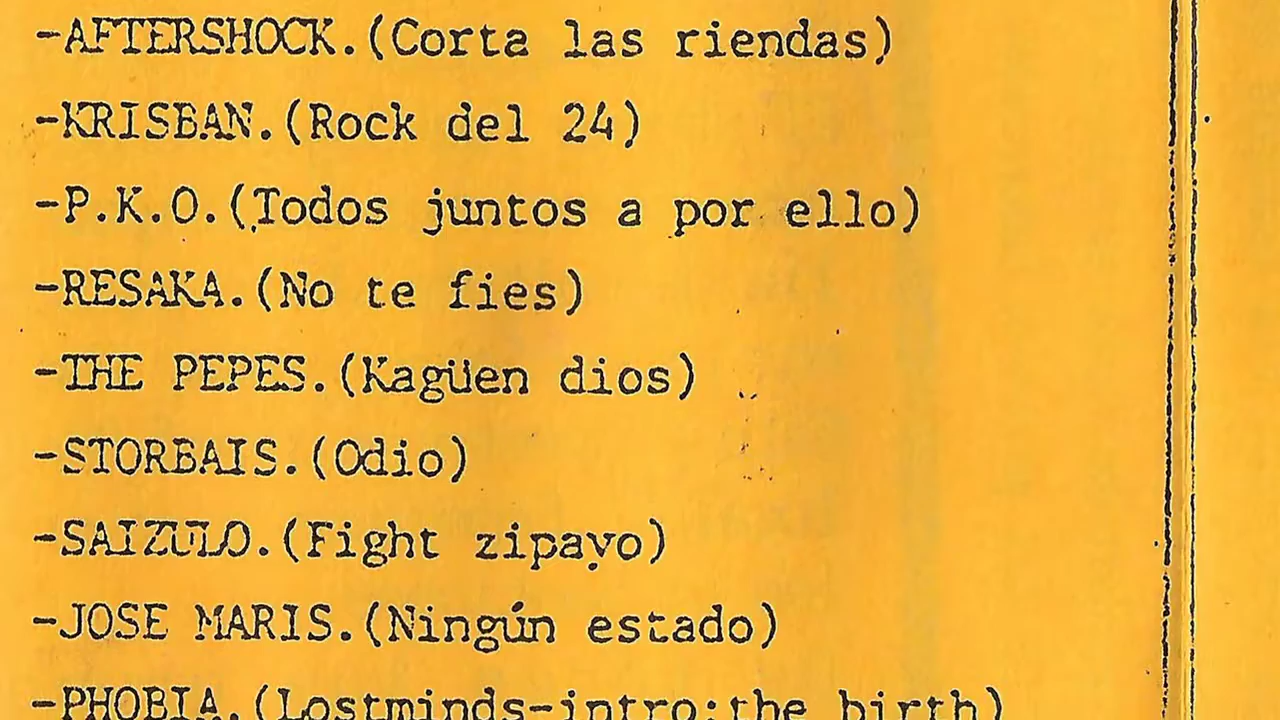 -AFTERSHOCK.(Corta las riendas)
-KRISBAN.(Rock del 24)
-P.K.O.(Todos juntos a por ello)
-RESAKA.(No te fies)
-THE PEPES.(Kagüen dios)
-STORBAIS.(Odio)
-SAIZULO.(Fight zipayo)
-JOSE MARIS.(Ningún estado)
-PHOBIA.(Lostminds-intro:the birth)